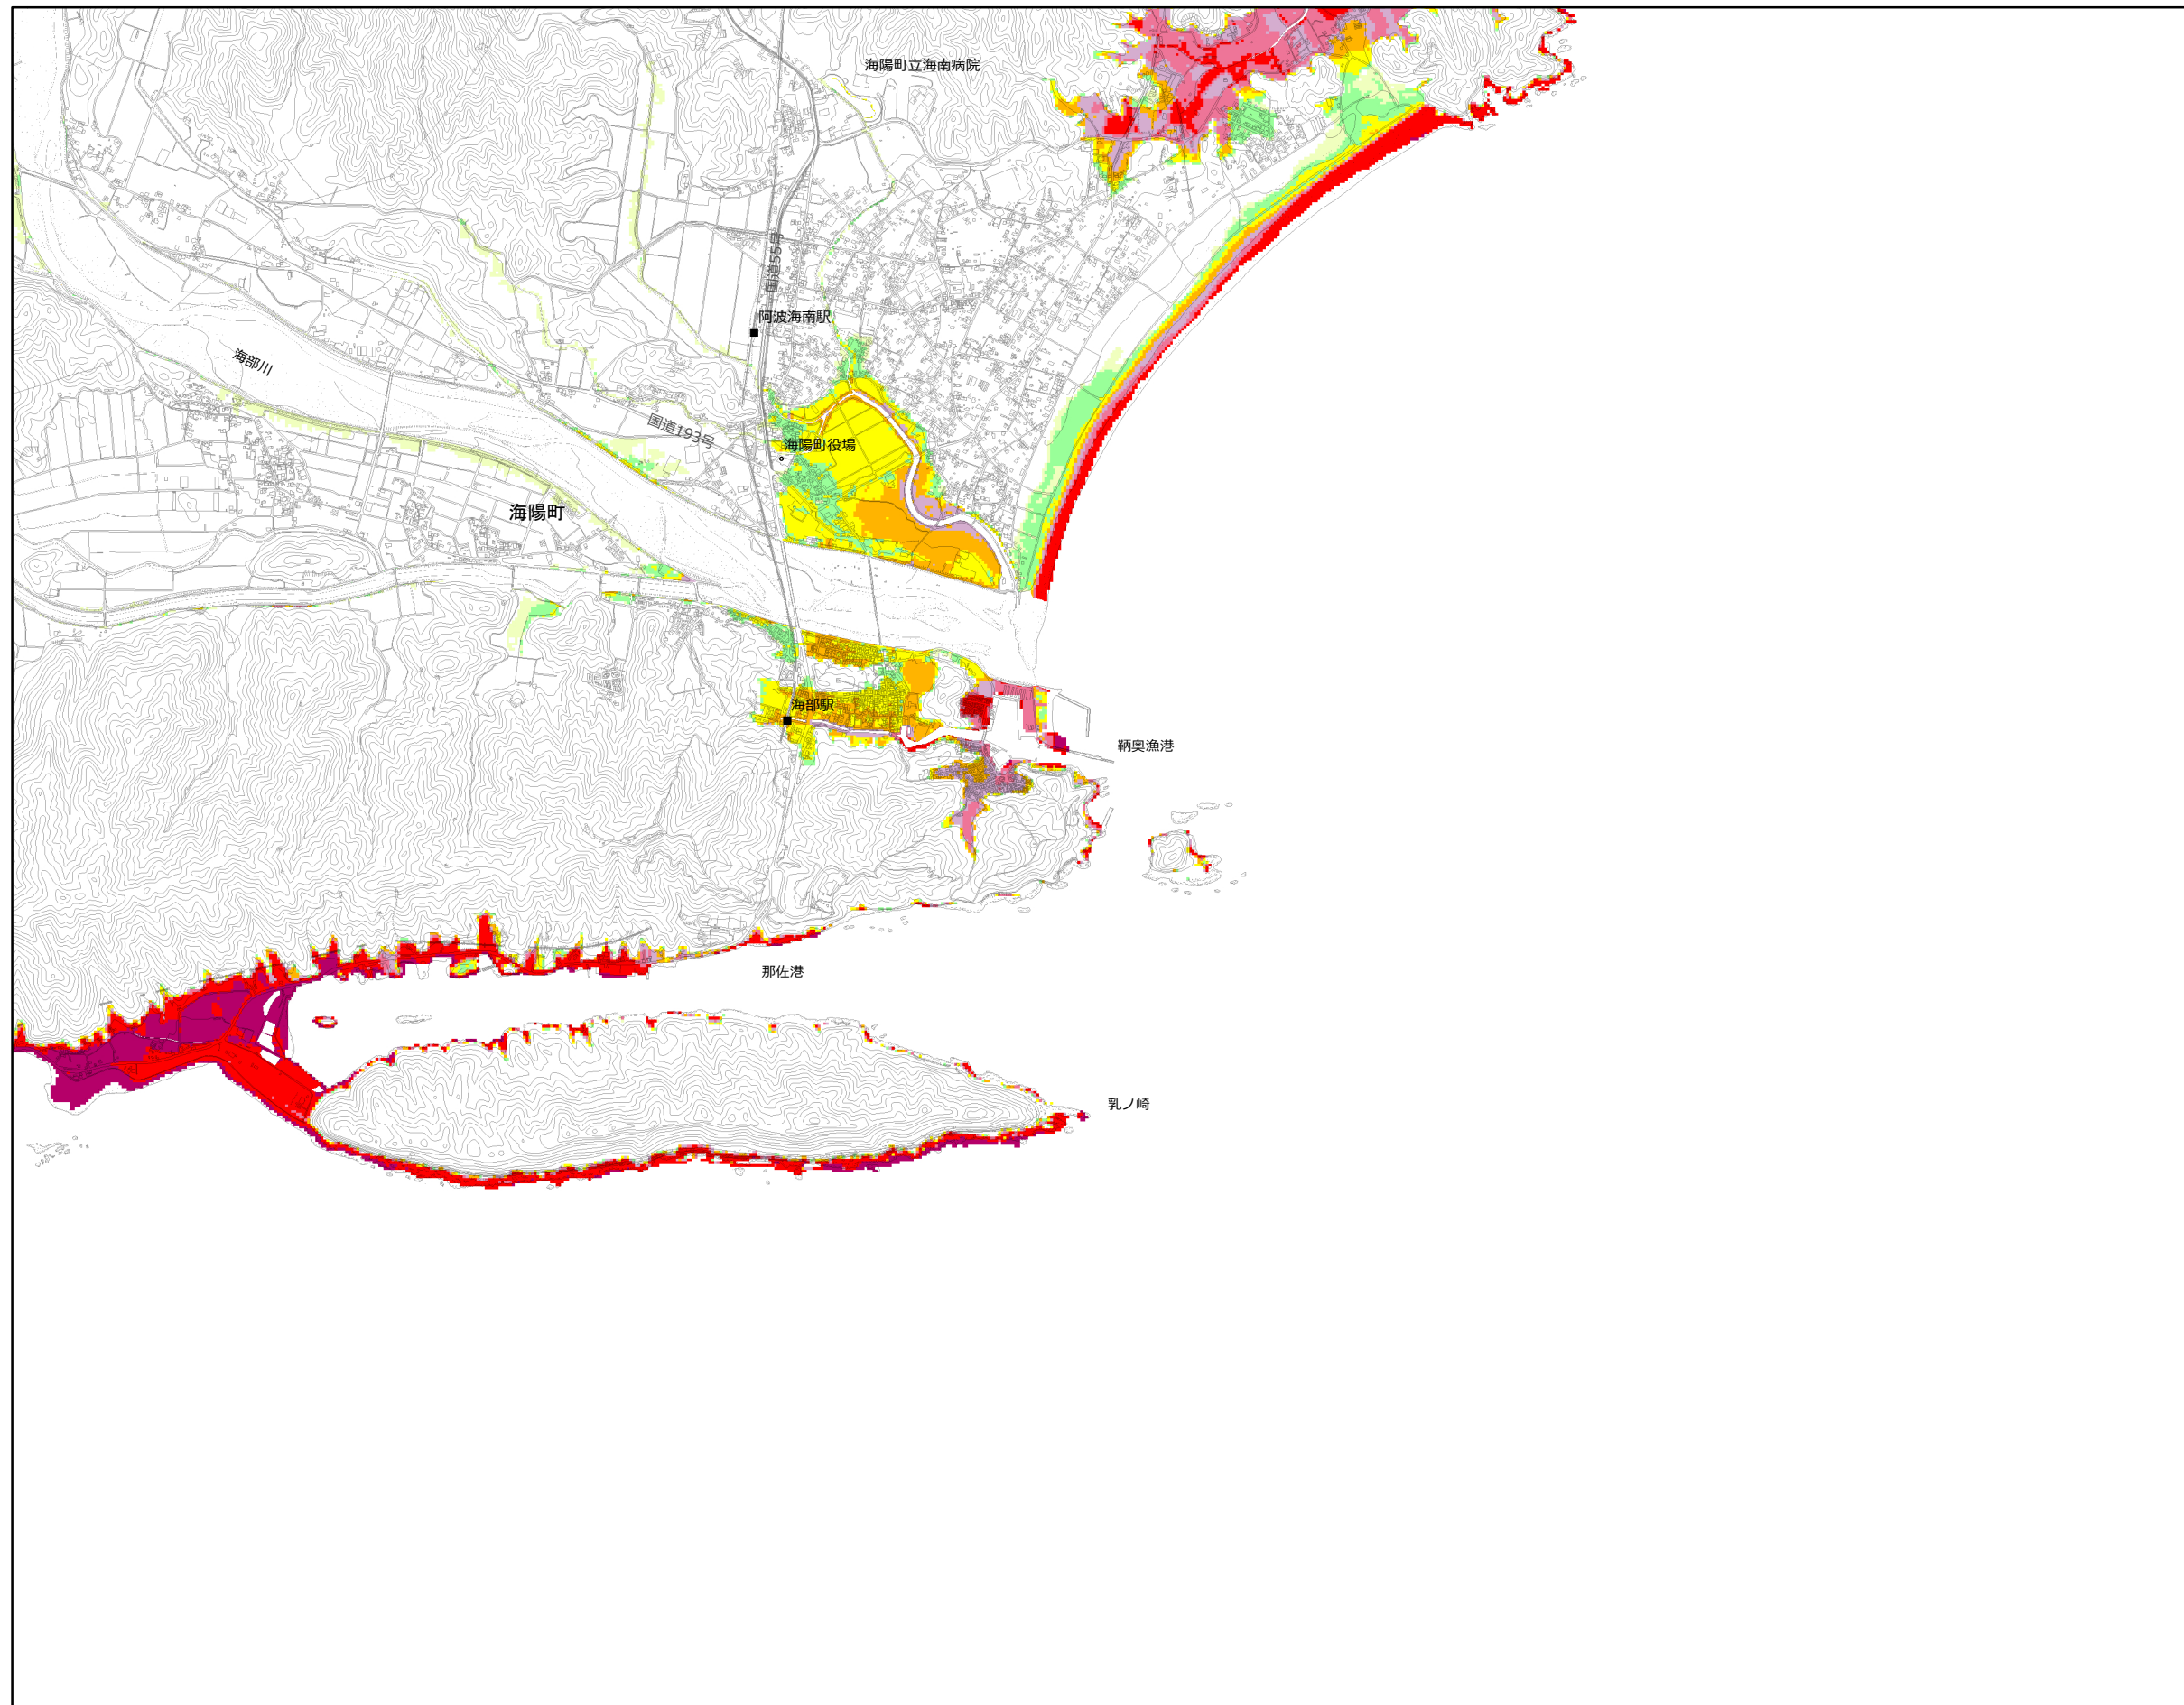 海陽町立海南病院
国道55号
阿波海南駅
海部川
国道193号
海陽町役場
海陽町
海部駅
鞆奥漁港
那佐港
乳ノ崎